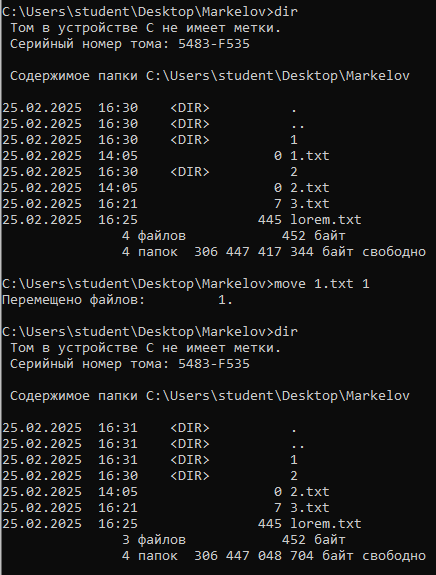 C:\Users\student\Desktop\Markelov>dir
Том в устройстве C не имеет метки.
Серийный номер тома: 5483-F535
Содержимое папки C:\Users\student\Desktop\Markelov
25.02.2025  16:30    <DIR>          .
25.02.2025  16:30    <DIR>          ..
25.02.2025  16:30    <DIR>          1
25.02.2025  14:05                 0 1.txt
25.02.2025  16:30    <DIR>          2
25.02.2025  14:05                 0 2.txt
25.02.2025  16:21                 7 3.txt
25.02.2025  16:25               445 lorem.txt
4 файлов            452 байт
4 папок  306 447 417 344 байт свободно
C:\Users\student\Desktop\Markelov>move 1.txt 1
Перемещено файлов:         1.
C:\Users\student\Desktop\Markelov>dir
Том в устройстве C не имеет метки.
Серийный номер тома: 5483-F535
Содержимое папки C:\Users\student\Desktop\Markelov
25.02.2025  16:31    <DIR>          .
25.02.2025  16:31    <DIR>          ..
25.02.2025  16:31    <DIR>          1
25.02.2025  16:30    <DIR>          2
25.02.2025  14:05                 0 2.txt
25.02.2025  16:21                 7 3.txt
25.02.2025  16:25               445 lorem.txt
3 файлов            452 байт
4 папок  306 447 048 704 байт свободно